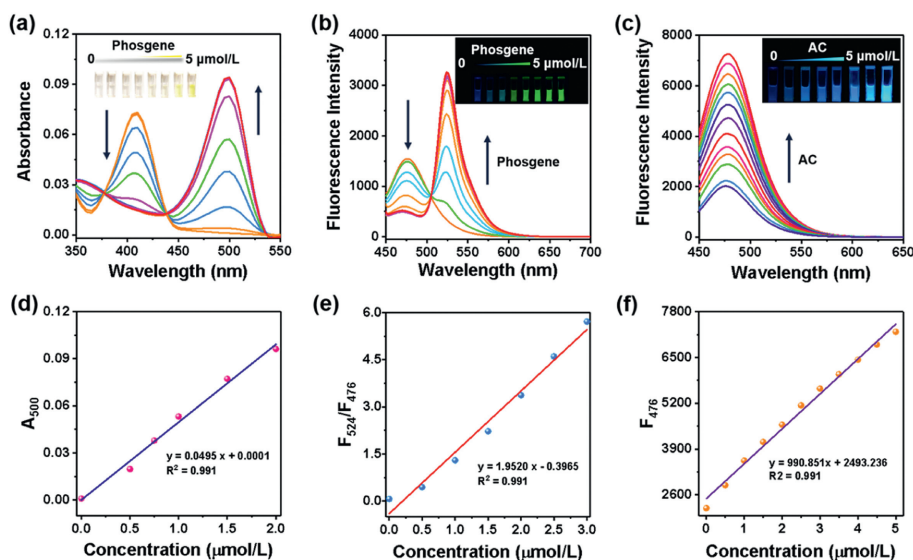 (a)
Phosgene
0
5 μmol/L
Absorbance
0.12
0.09
0.06
0.03
0.00
350
400
450
500
550
Wavelength (nm)
(b)
Phosgene
0
5 μmol/L
Phosgene
Fluorescence Intensity
4000
3000
2000
1000
0
450
500
550
600
650
700
Wavelength (nm)
(c)
AC
0
5 μmol/L
AC
Fluorescence Intensity
8000
6000
4000
2000
0
450
500
550
600
650
Wavelength (nm)
(d)
A500
0.12
0.09
0.06
0.03
0.00
y = 0.0495 x + 0.0001
R² = 0.991
0.0
0.5
1.0
1.5
2.0
Concentration (μmol/L)
(e)
F524/F476
6.0
4.5
3.0
1.5
0.0
y = 1.9520 x - 0.3965
R² = 0.991
0.0
0.5
1.0
1.5
2.0
2.5
3.0
Concentration (μmol/L)
(f)
F476
7800
6500
5200
3900
2600
y = 990.851x + 2493.236
R2 = 0.991
0
1
2
3
4
5
Concentration (μmol/L)